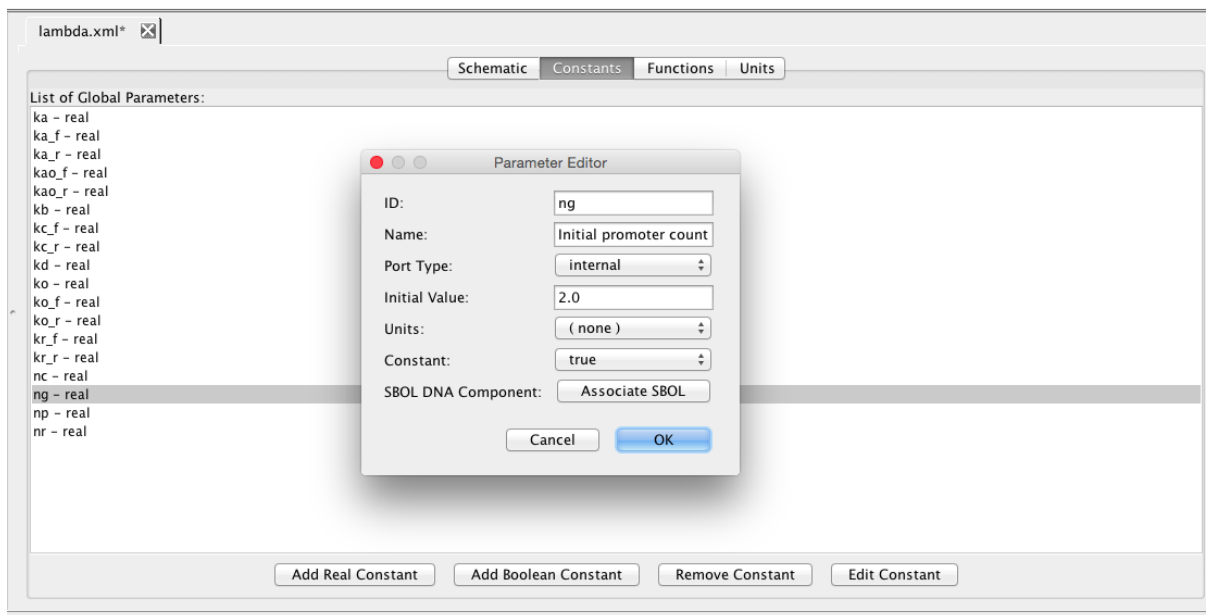 lambda.xml*
Schematic Constants Functions Units
List of Global Parameters:
ka – real
ka_f – real
ka_r – real
kao_f – real
kao_r – real
kb – real
kc_f – real
kc_r – real
kd – real
ko – real
ko_f – real
ko_r – real
kr_f – real
kr_r – real
nc – real
ng – real
np – real
nr – real
Parameter Editor
ID: ng
Name: Initial promoter count
Port Type: internal
Initial Value: 2.0
Units: ( none )
Constant: true
SBOL DNA Component: Associate SBOL
Cancel OK
Add Real Constant Add Boolean Constant Remove Constant Edit Constant